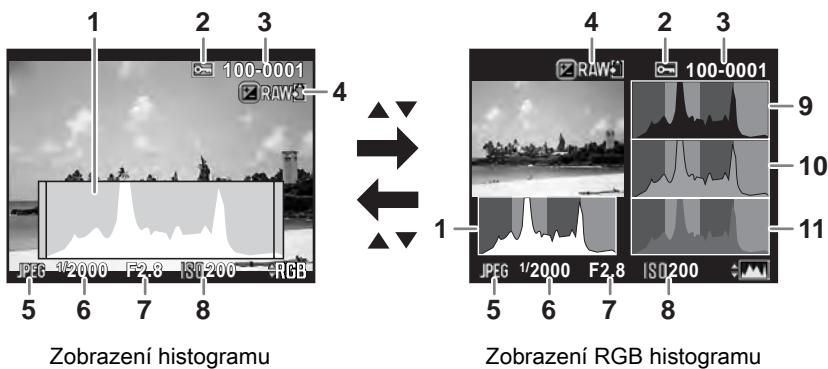 1 2 3
100-0001
RAW
4
JPEG 1/2000 F2.8 ISO200 RGB
5 6 7 8
Zobrazení histogramu
4 2 3
RAW 100-0001
9
10
1 11
JPEG 1/2000 F2.8 ISO200
5 6 7 8
Zobrazení RGB histogramu